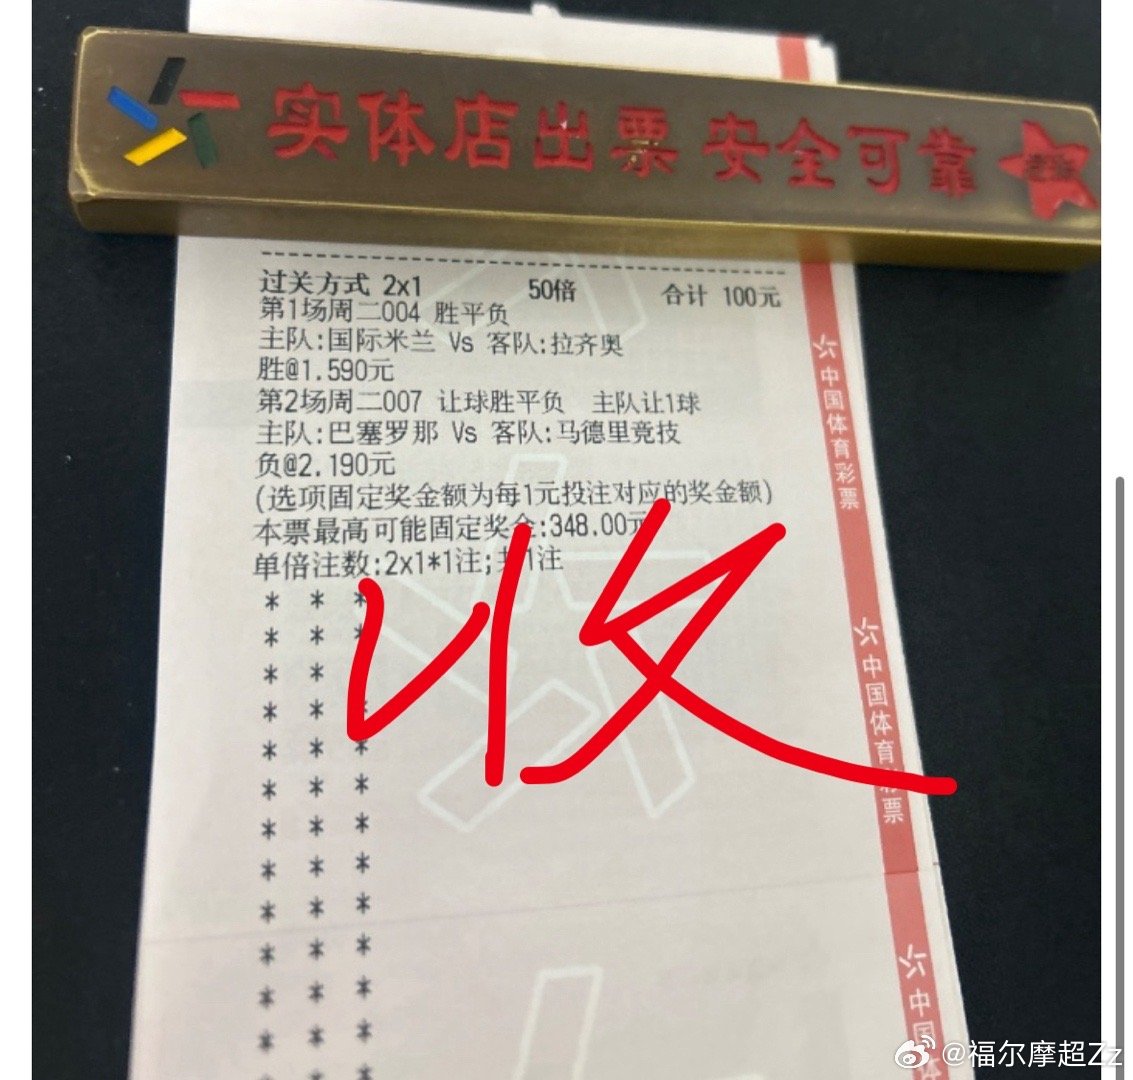 实体店出票 安全可靠
过关方式 2x1 50倍 合计 100元
第1场周二004 胜平负
主队:国际米兰 Vs 客队:拉齐奥
胜@1.590元
第2场周二007 让球胜平负 主队让1球
主队:巴塞罗那 Vs 客队:马德里竞技
负@2.190元
(选项固定奖金额为每1元投注对应的奖金额)
本票最高可能固定奖金:348.00元
单倍注数:2x1*1注;共1注
* * *
* * *
* * *
* * *
* * *
* * *
* * *
* * *
* * *
* * *
* * *
* * *
收
中国体育彩票
中国体育彩票
中国体
@福尔摩超Zz